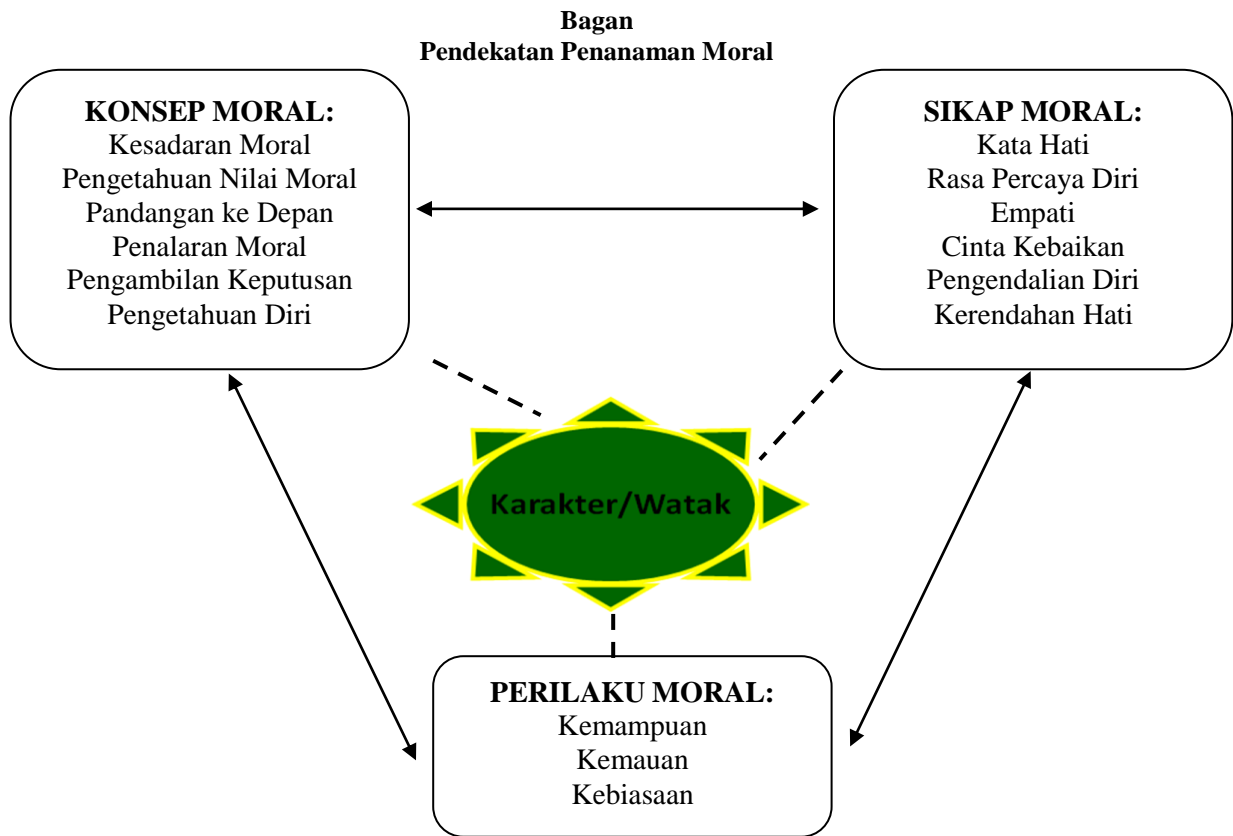 Bagan
Pendekatan Penanaman Moral
KONSEP MORAL:
Kesadaran Moral
Pengetahuan Nilai Moral
Pandangan ke Depan
Penalaran Moral
Pengambilan Keputusan
Pengetahuan Diri
SIKAP MORAL:
Kata Hati
Rasa Percaya Diri
Empati
Cinta Kebaikan
Pengendalian Diri
Kerendahan Hati
Karakter/Watak
PERILAKU MORAL:
Kemampuan
Kemauan
Kebiasaan